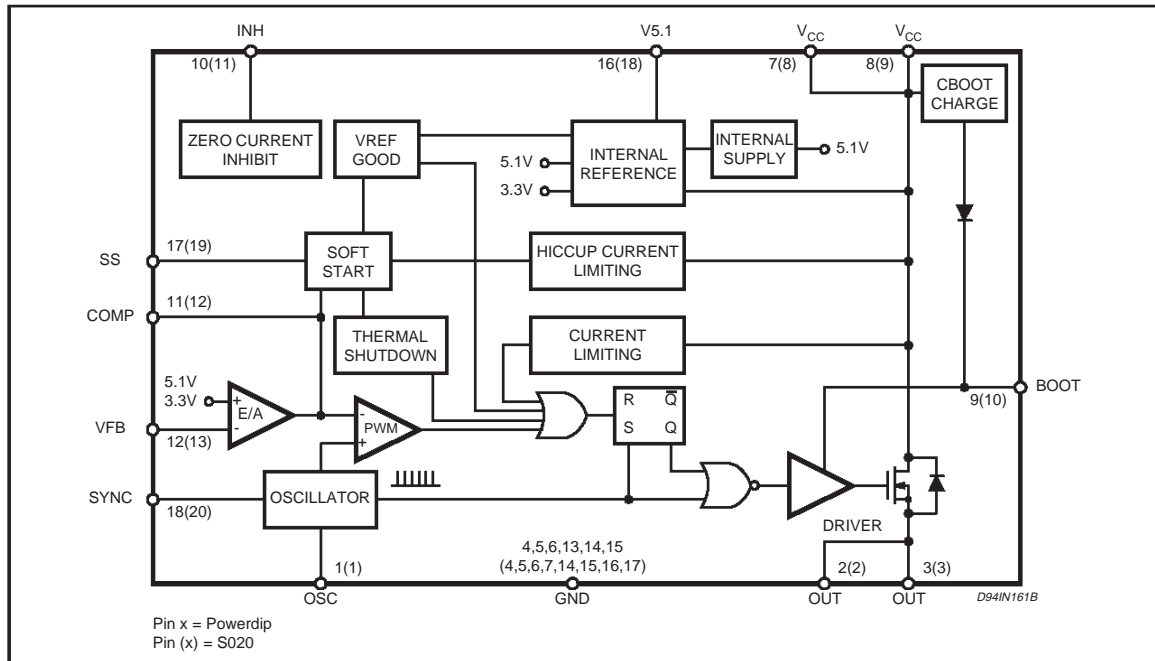 INH
V5.1
VCC
VCC
10(11)
16(18)
7(8)
8(9)
CBOOT
CHARGE
ZERO CURRENT
INHIBIT
VREF
GOOD
INTERNAL
REFERENCE
INTERNAL
SUPPLY
5.1V
5.1V
3.3V
SS
17(19)
SOFT
START
HICCUP CURRENT
LIMITING
COMP
11(12)
THERMAL
SHUTDOWN
CURRENT
LIMITING
BOOT
9(10)
5.1V
3.3V
+
-
E/A
VFB
12(13)
-
+
PWM
R
Q̅
S
Q
SYNC
18(20)
OSCILLATOR
DRIVER
1(1)
4,5,6,13,14,15
(4,5,6,7,14,15,16,17)
2(2)
3(3)
OSC
GND
OUT
OUT
D94IN161B
Pin x = Powerdip
Pin (x) = S020